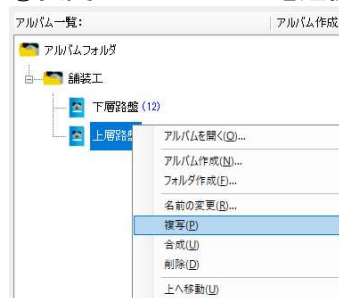 アルバム一覧: アルバム作成
アルバムフォルダ
舗装工
下層路盤 (12)
上層路盤
アルバムを開く(O)...
アルバム作成(N)...
フォルダ作成(F)...
名前の変更(R)...
複写(P)
合成(U)
削除(D)
上へ移動(U)